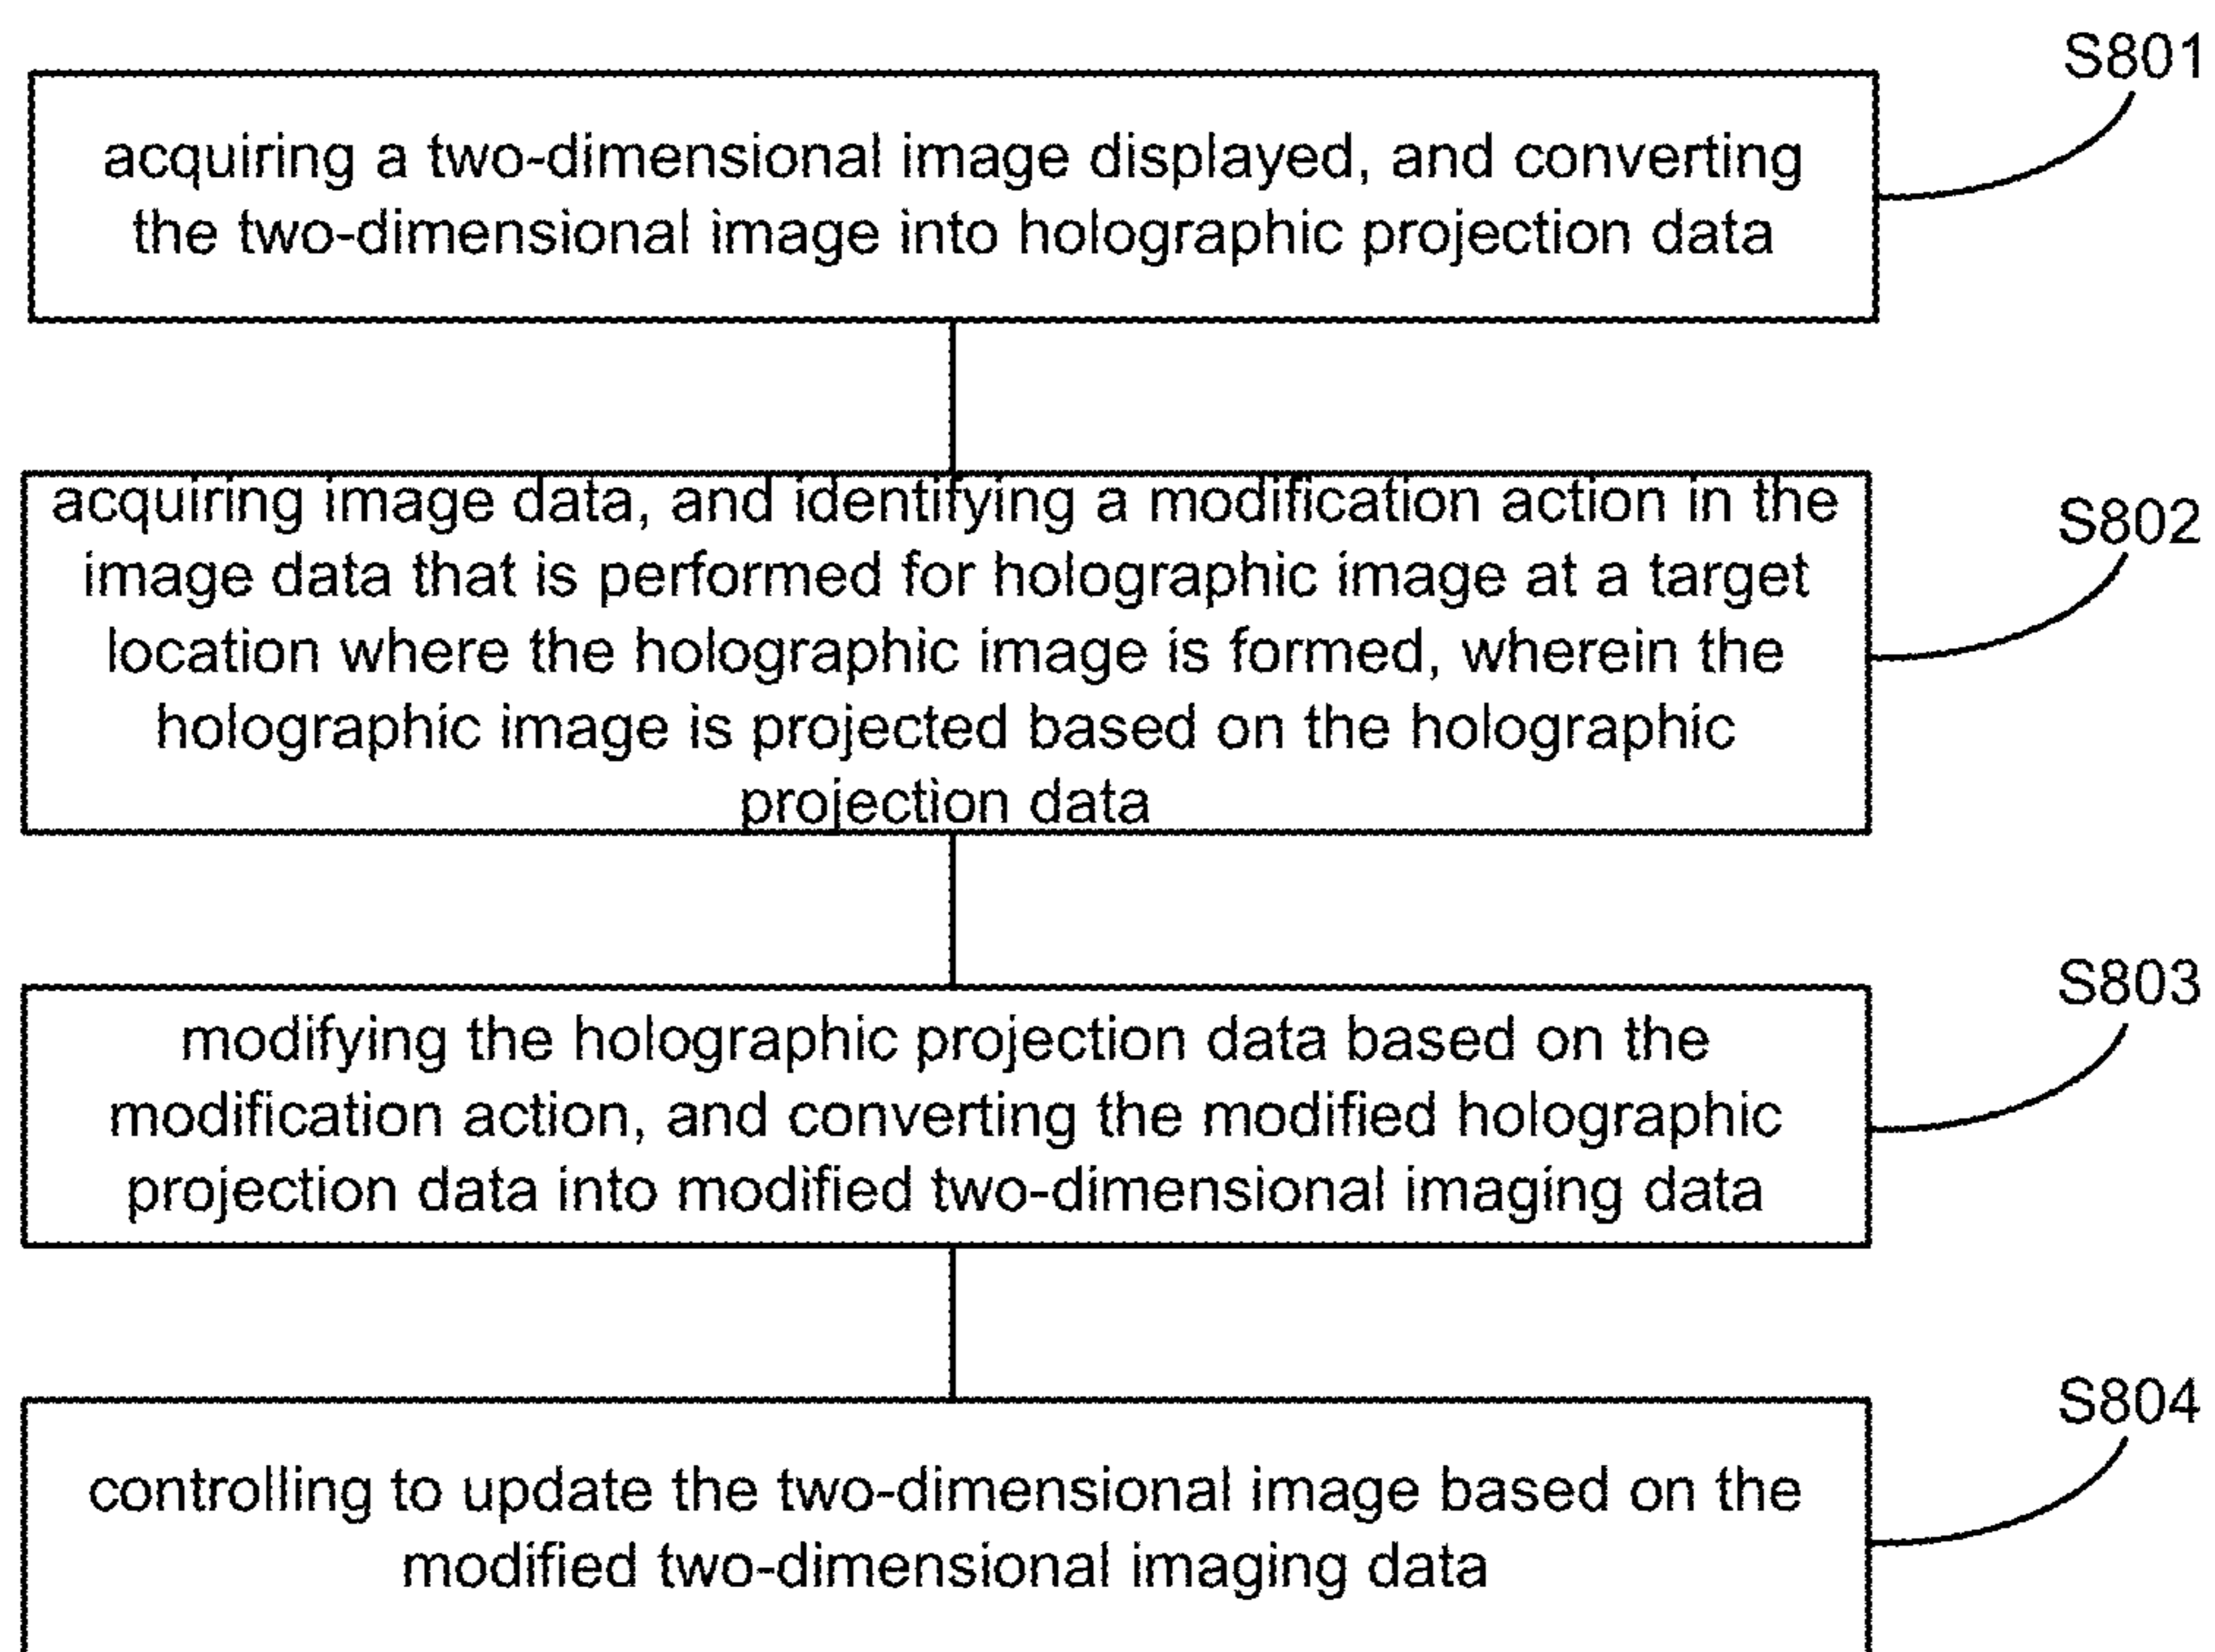 S801
acquiring a two-dimensional image displayed, and converting
the two-dimensional image into holographic projection data
acquiring image data, and identifying a modification action in the
S802
image data that is performed for holographic image at a target
location where the holographic image is formed, wherein the
holographic image is projected based on the holographic
projection data
S803
modifying the holographic projection data based on the
modification action, and converting the modified holographic
projection data into modified two-dimensional imaging data
S804
controlling to update the two-dimensional image based on the
modified two-dimensional imaging data